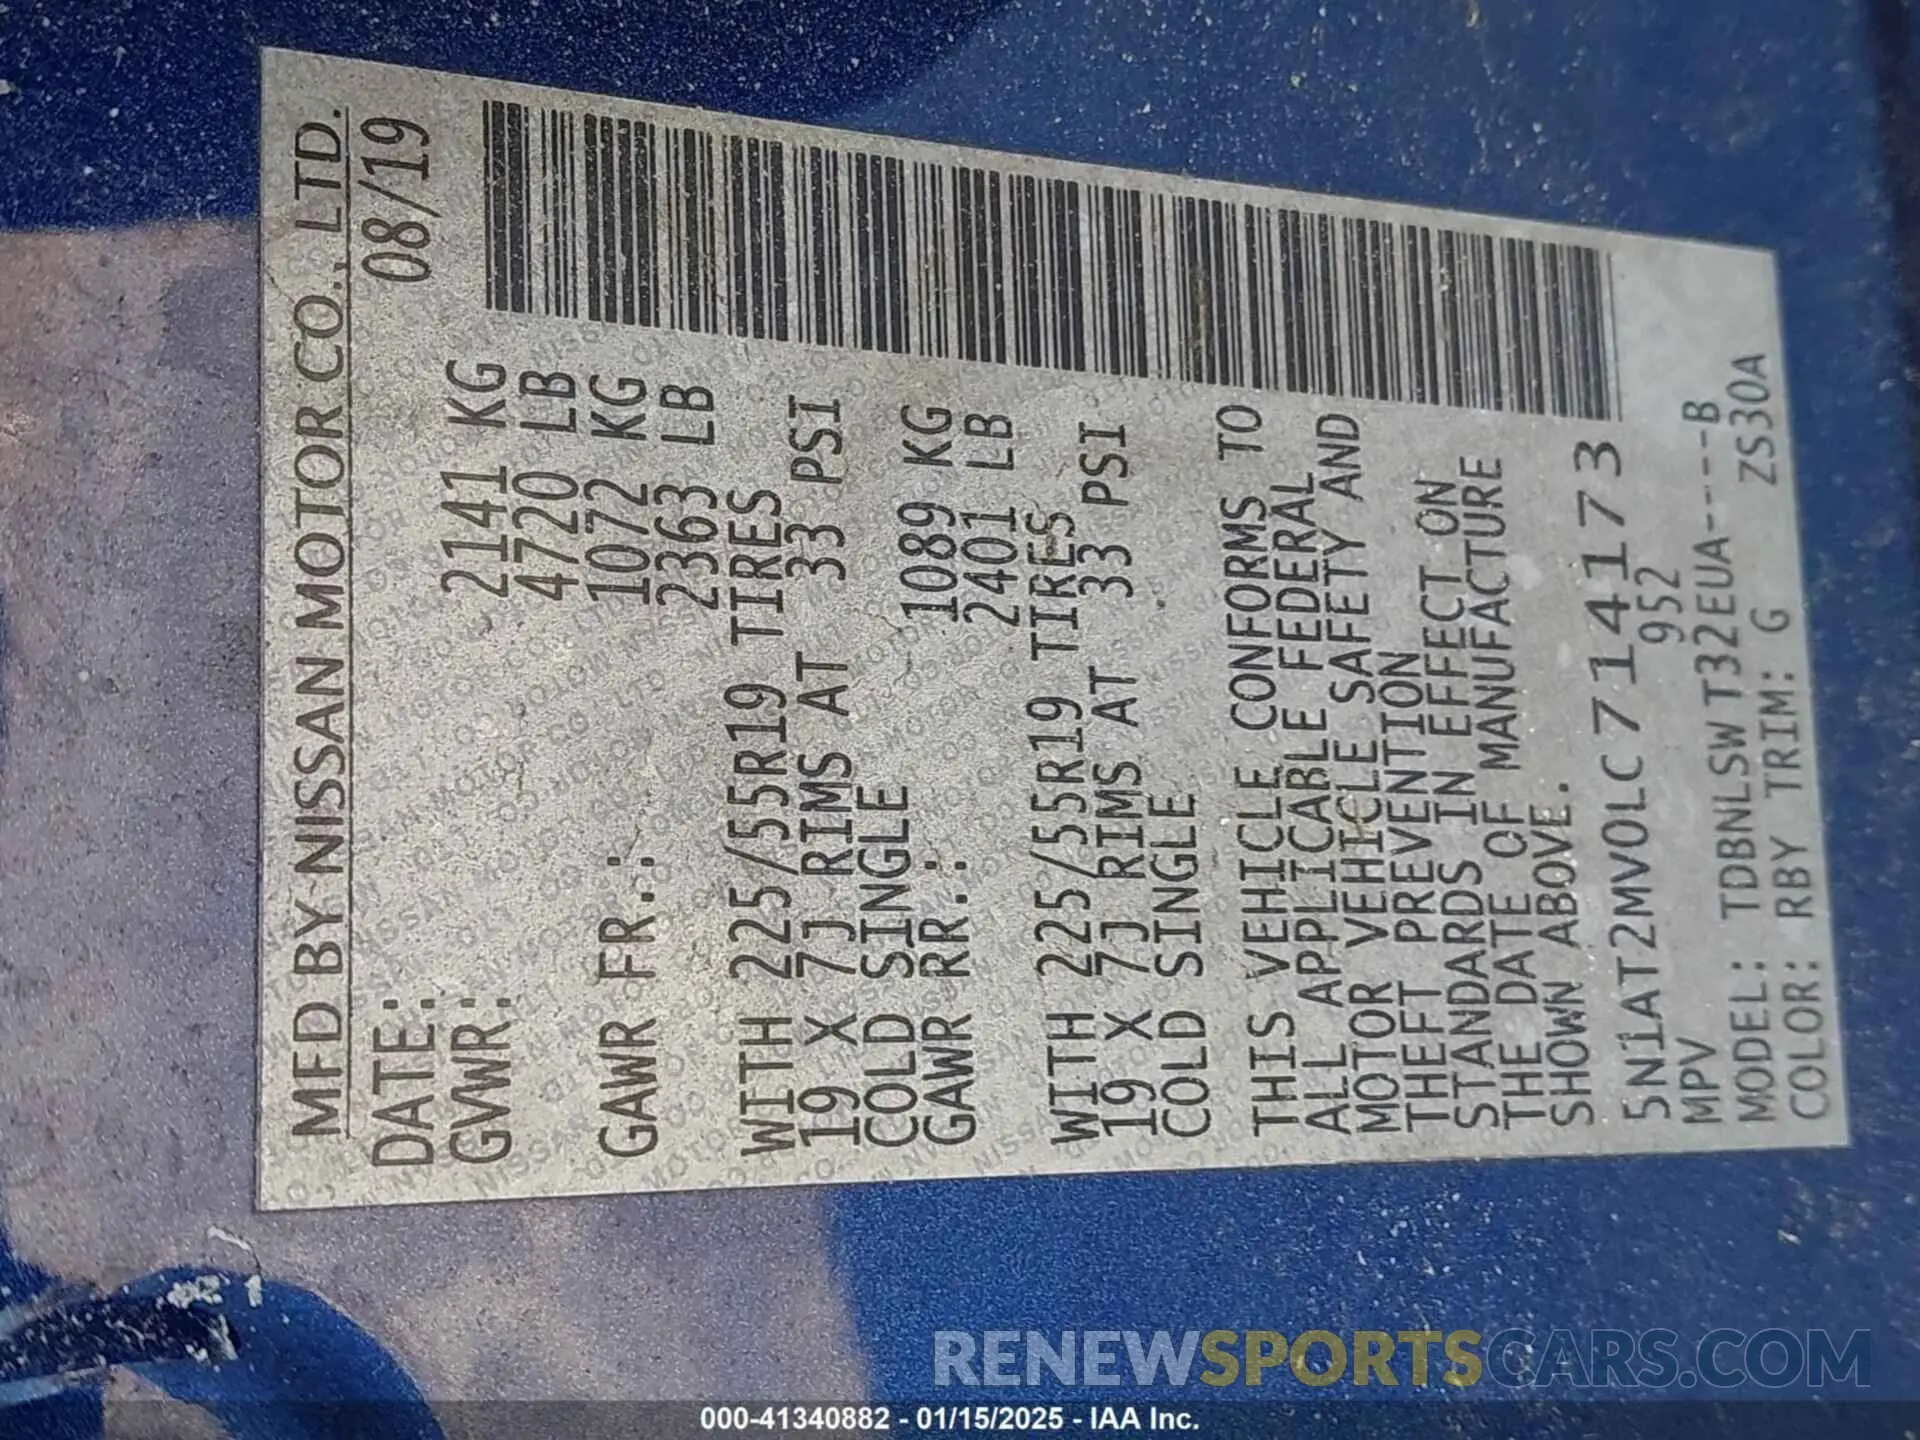 MFD BY NISSAN MOTOR CO., LTD.
DATE: 08/19
GVWR: 2141 KG
4720 LB
GAWR FR.: 1072 KG
2363 LB
WITH 225/55R19 TIRES
19 X 7J RIMS AT 33 PSI
COLD SINGLE
GAWR RR.: 1089 KG
2401 LB
WITH 225/55R19 TIRES
19 X 7J RIMS AT 33 PSI
COLD SINGLE
THIS VEHICLE CONFORMS TO
ALL APPLICABLE FEDERAL
MOTOR VEHICLE SAFETY AND
THEFT PREVENTION
STANDARDS IN EFFECT ON
THE DATE OF MANUFACTURE
SHOWN ABOVE.
5N1AT2MV0LC714173
MPV 952
MODEL: TDBNLSW T32EUA----B
COLOR: RBY TRIM: G ZS30A
RENEWSPORTSCARS.COM
000-41340882 - 01/15/2025 - IAA Inc.